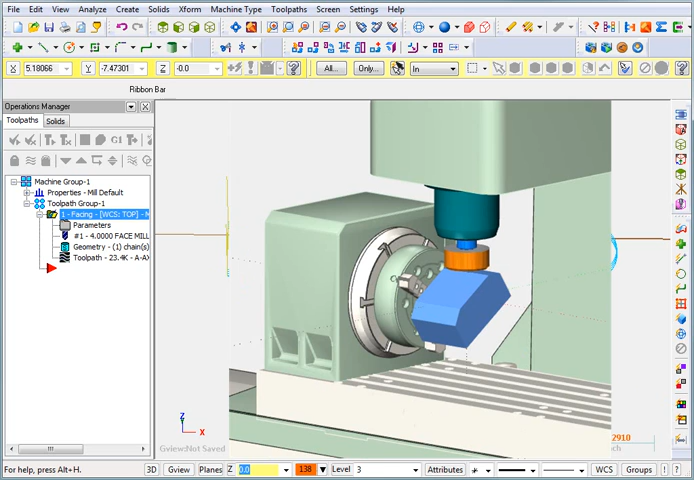 File Edit View Analyze Create Solids Xform Machine Type Toolpaths Screen Settings Help
X 5.18066 Y -7.47301 Z -0.0 All... Only... In
Ribbon Bar
Operations Manager
Toolpaths Solids
G1
Machine Group-1
Properties - Mill Default
Toolpath Group-1
1 - Facing - [WCS: TOP] - M
Parameters
#1 - 4.0000 FACE MILL
Geometry - (1) chain(s)
Toolpath - 23.4K - A-AX
Z
X
Gview:Not Saved
2910
ch
For help, press Alt+H. 3D Gview Planes Z 0.0 138 Level 3 Attributes WCS Groups ! ?